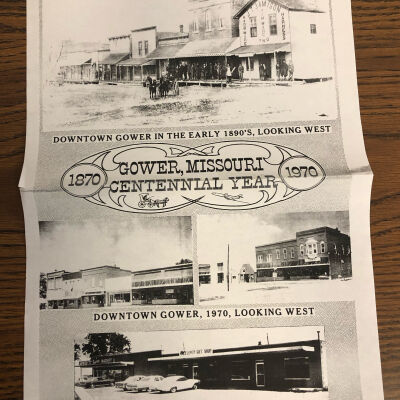 DOWNTOWN GOWER IN THE EARLY 1890'S, LOOKING WEST
1870
GOWER, MISSOURI
CENTENNIAL YEAR
1970
DOWNTOWN GOWER, 1970, LOOKING WEST